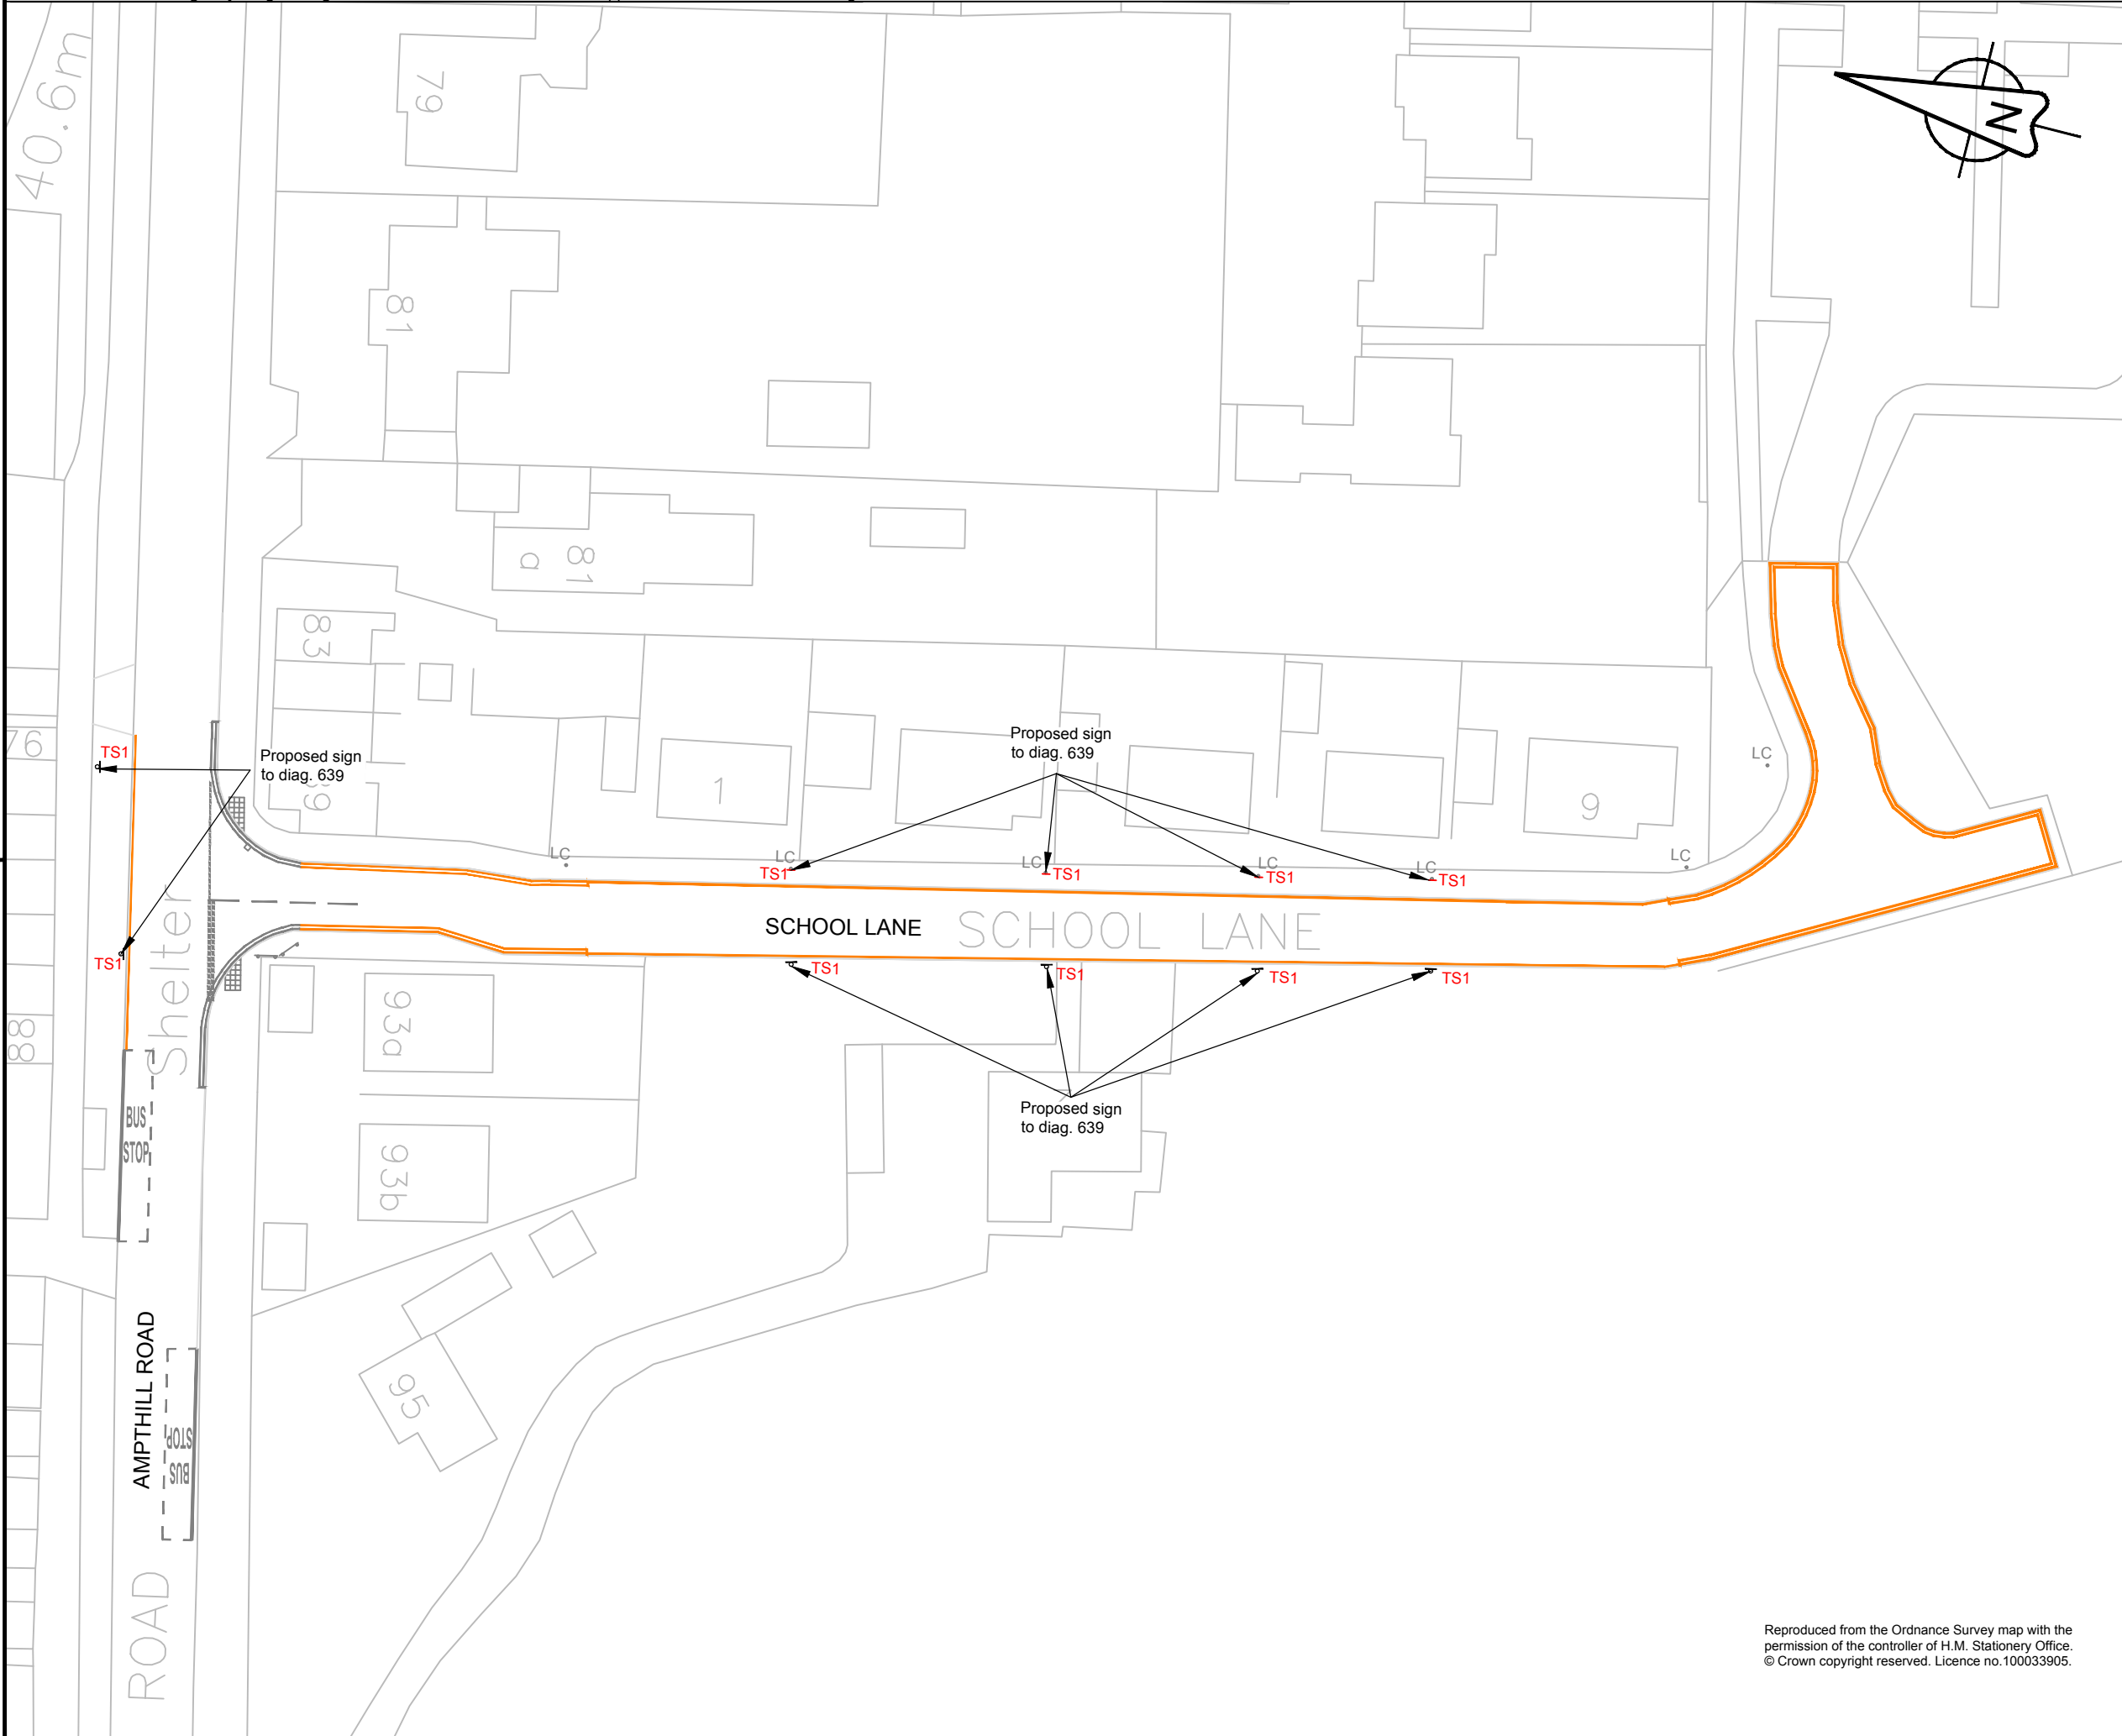 40.6m
79
N
81
81
a
83
76
TS1
Proposed sign
to diag. 639
89
Proposed sign
to diag. 639
1
9
LC
LC
LC
TS1
LC
TS1
LC
TS1
LC
TS1
LC
SCHOOL LANE
SCHOOL LANE
TS1
Shelter
TS1
TS1
TS1
TS1
88
93a
BUS
STOP
Proposed sign
to diag. 639
93b
AMPTHILL ROAD
95
BUS
STOP
ROAD
Reproduced from the Ordnance Survey map with the
permission of the controller of H.M. Stationery Office.
© Crown copyright reserved. Licence no.100033905.